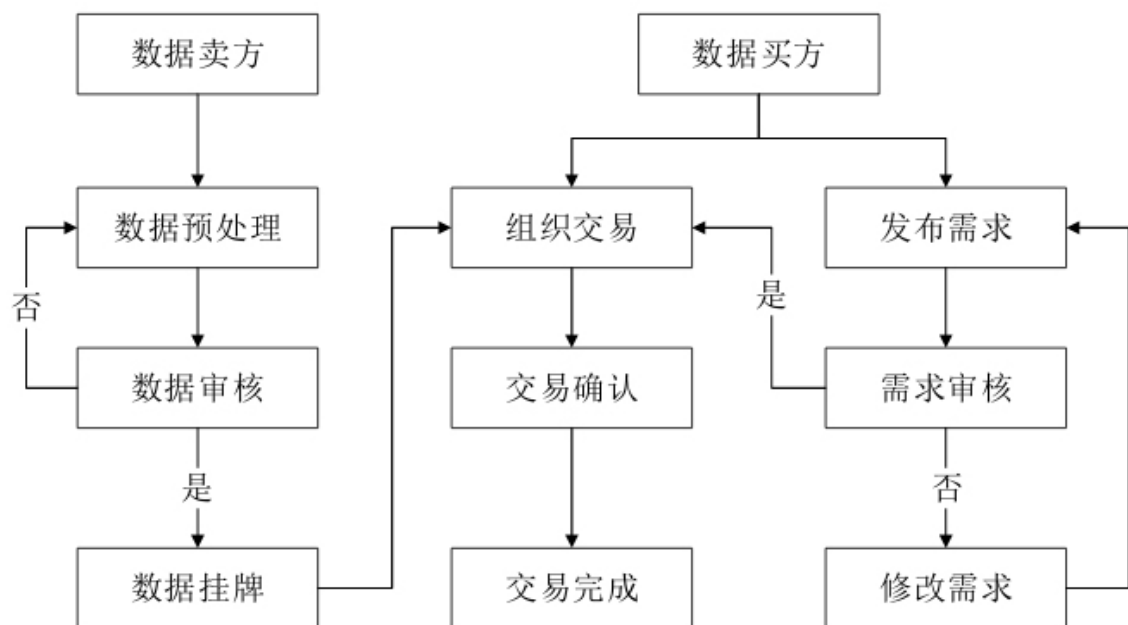 数据卖方
数据买方
数据预处理
组织交易
发布需求
否
是
数据审核
交易确认
需求审核
是
否
数据挂牌
交易完成
修改需求